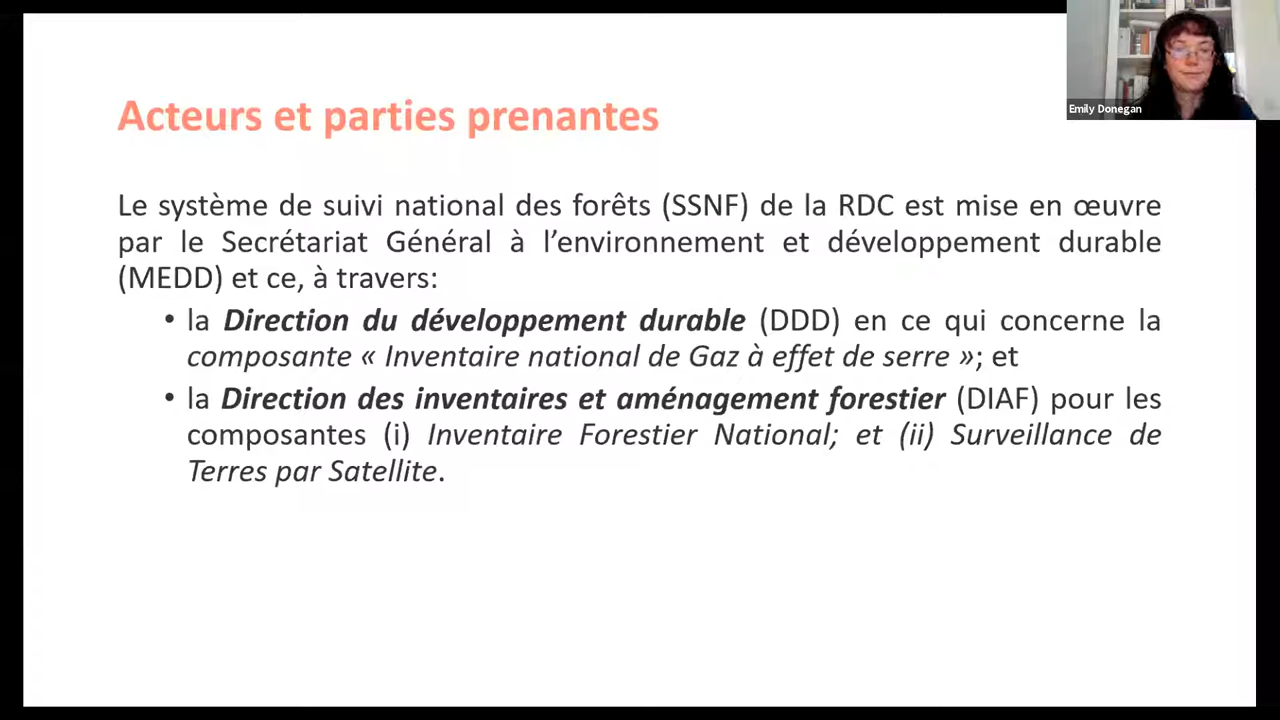 Emily Donegan
Acteurs et parties prenantes
Le système de suivi national des forêts (SSNF) de la RDC est mise en œuvre
par le Secrétariat Général à l’environnement et développement durable
(MEDD) et ce, à travers:
• la Direction du développement durable (DDD) en ce qui concerne la
composante « Inventaire national de Gaz à effet de serre »; et
• la Direction des inventaires et aménagement forestier (DIAF) pour les
composantes (i) Inventaire Forestier National; et (ii) Surveillance de
Terres par Satellite.